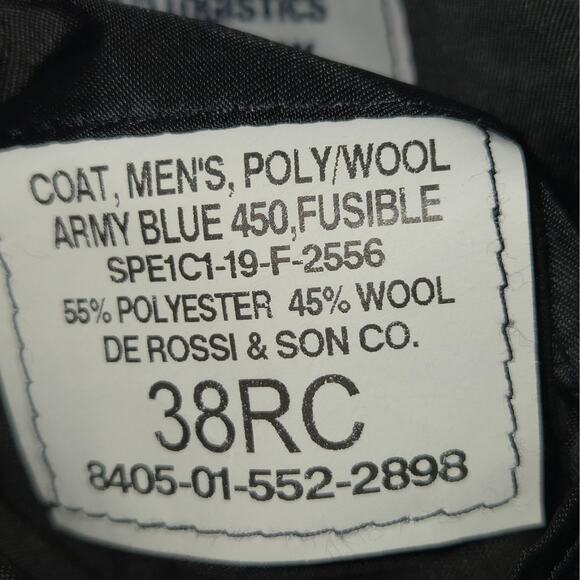 COAT, MEN'S, POLY/WOOL
ARMY BLUE 450,FUSIBLE
SPE1C1-19-F-2556
55% POLYESTER 45% WOOL
DE ROSSI & SON CO.
38RC
8405-01-552-2898